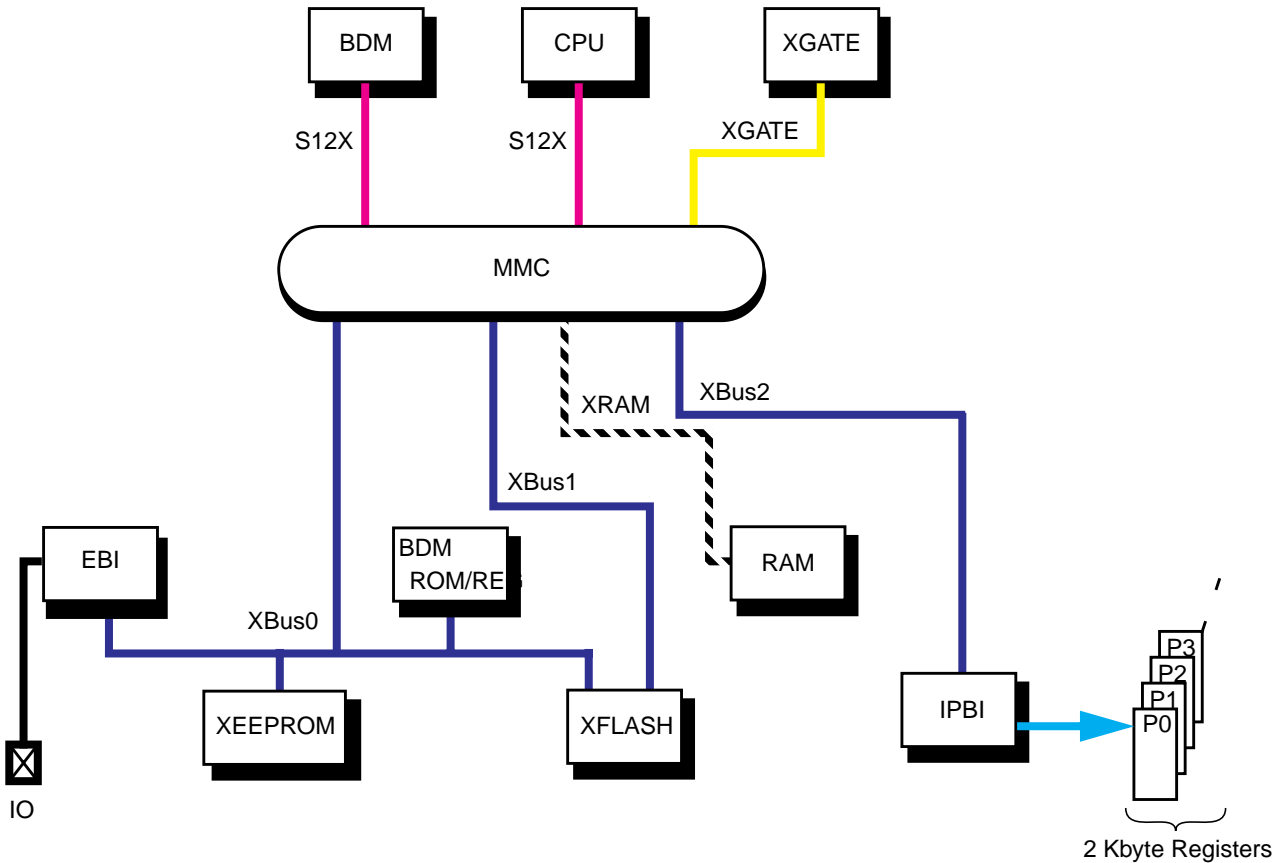 BDM
CPU
XGATE
S12X
S12X
XGATE
MMC
XRAM
XBus2
XBus1
EBI
BDM
ROM/REG
RAM
XBus0
P3
P2
P1
P0
XEEPROM
XFLASH
IPBI
IO
2 Kbyte Registers